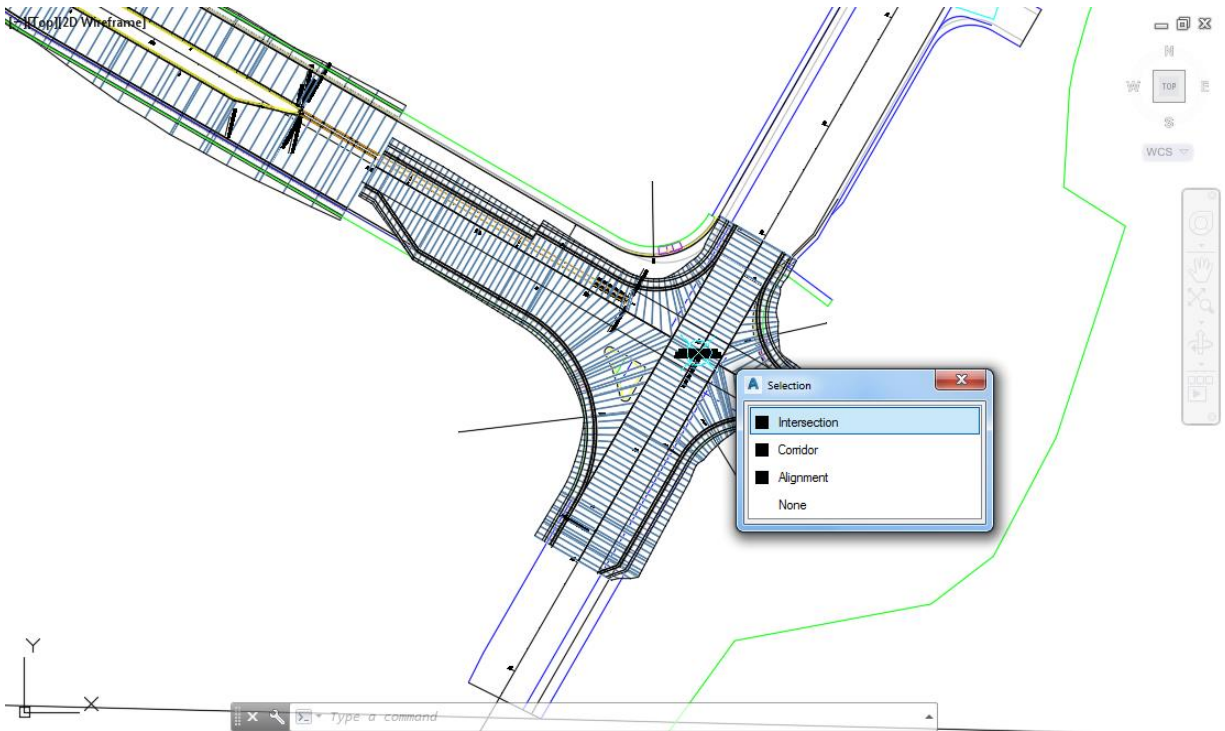 [-][Top][2D Wireframe]
N
W
TOP
E
S
WCS
Selection
Intersection
Corridor
Alignment
None
Y
X
Type a command